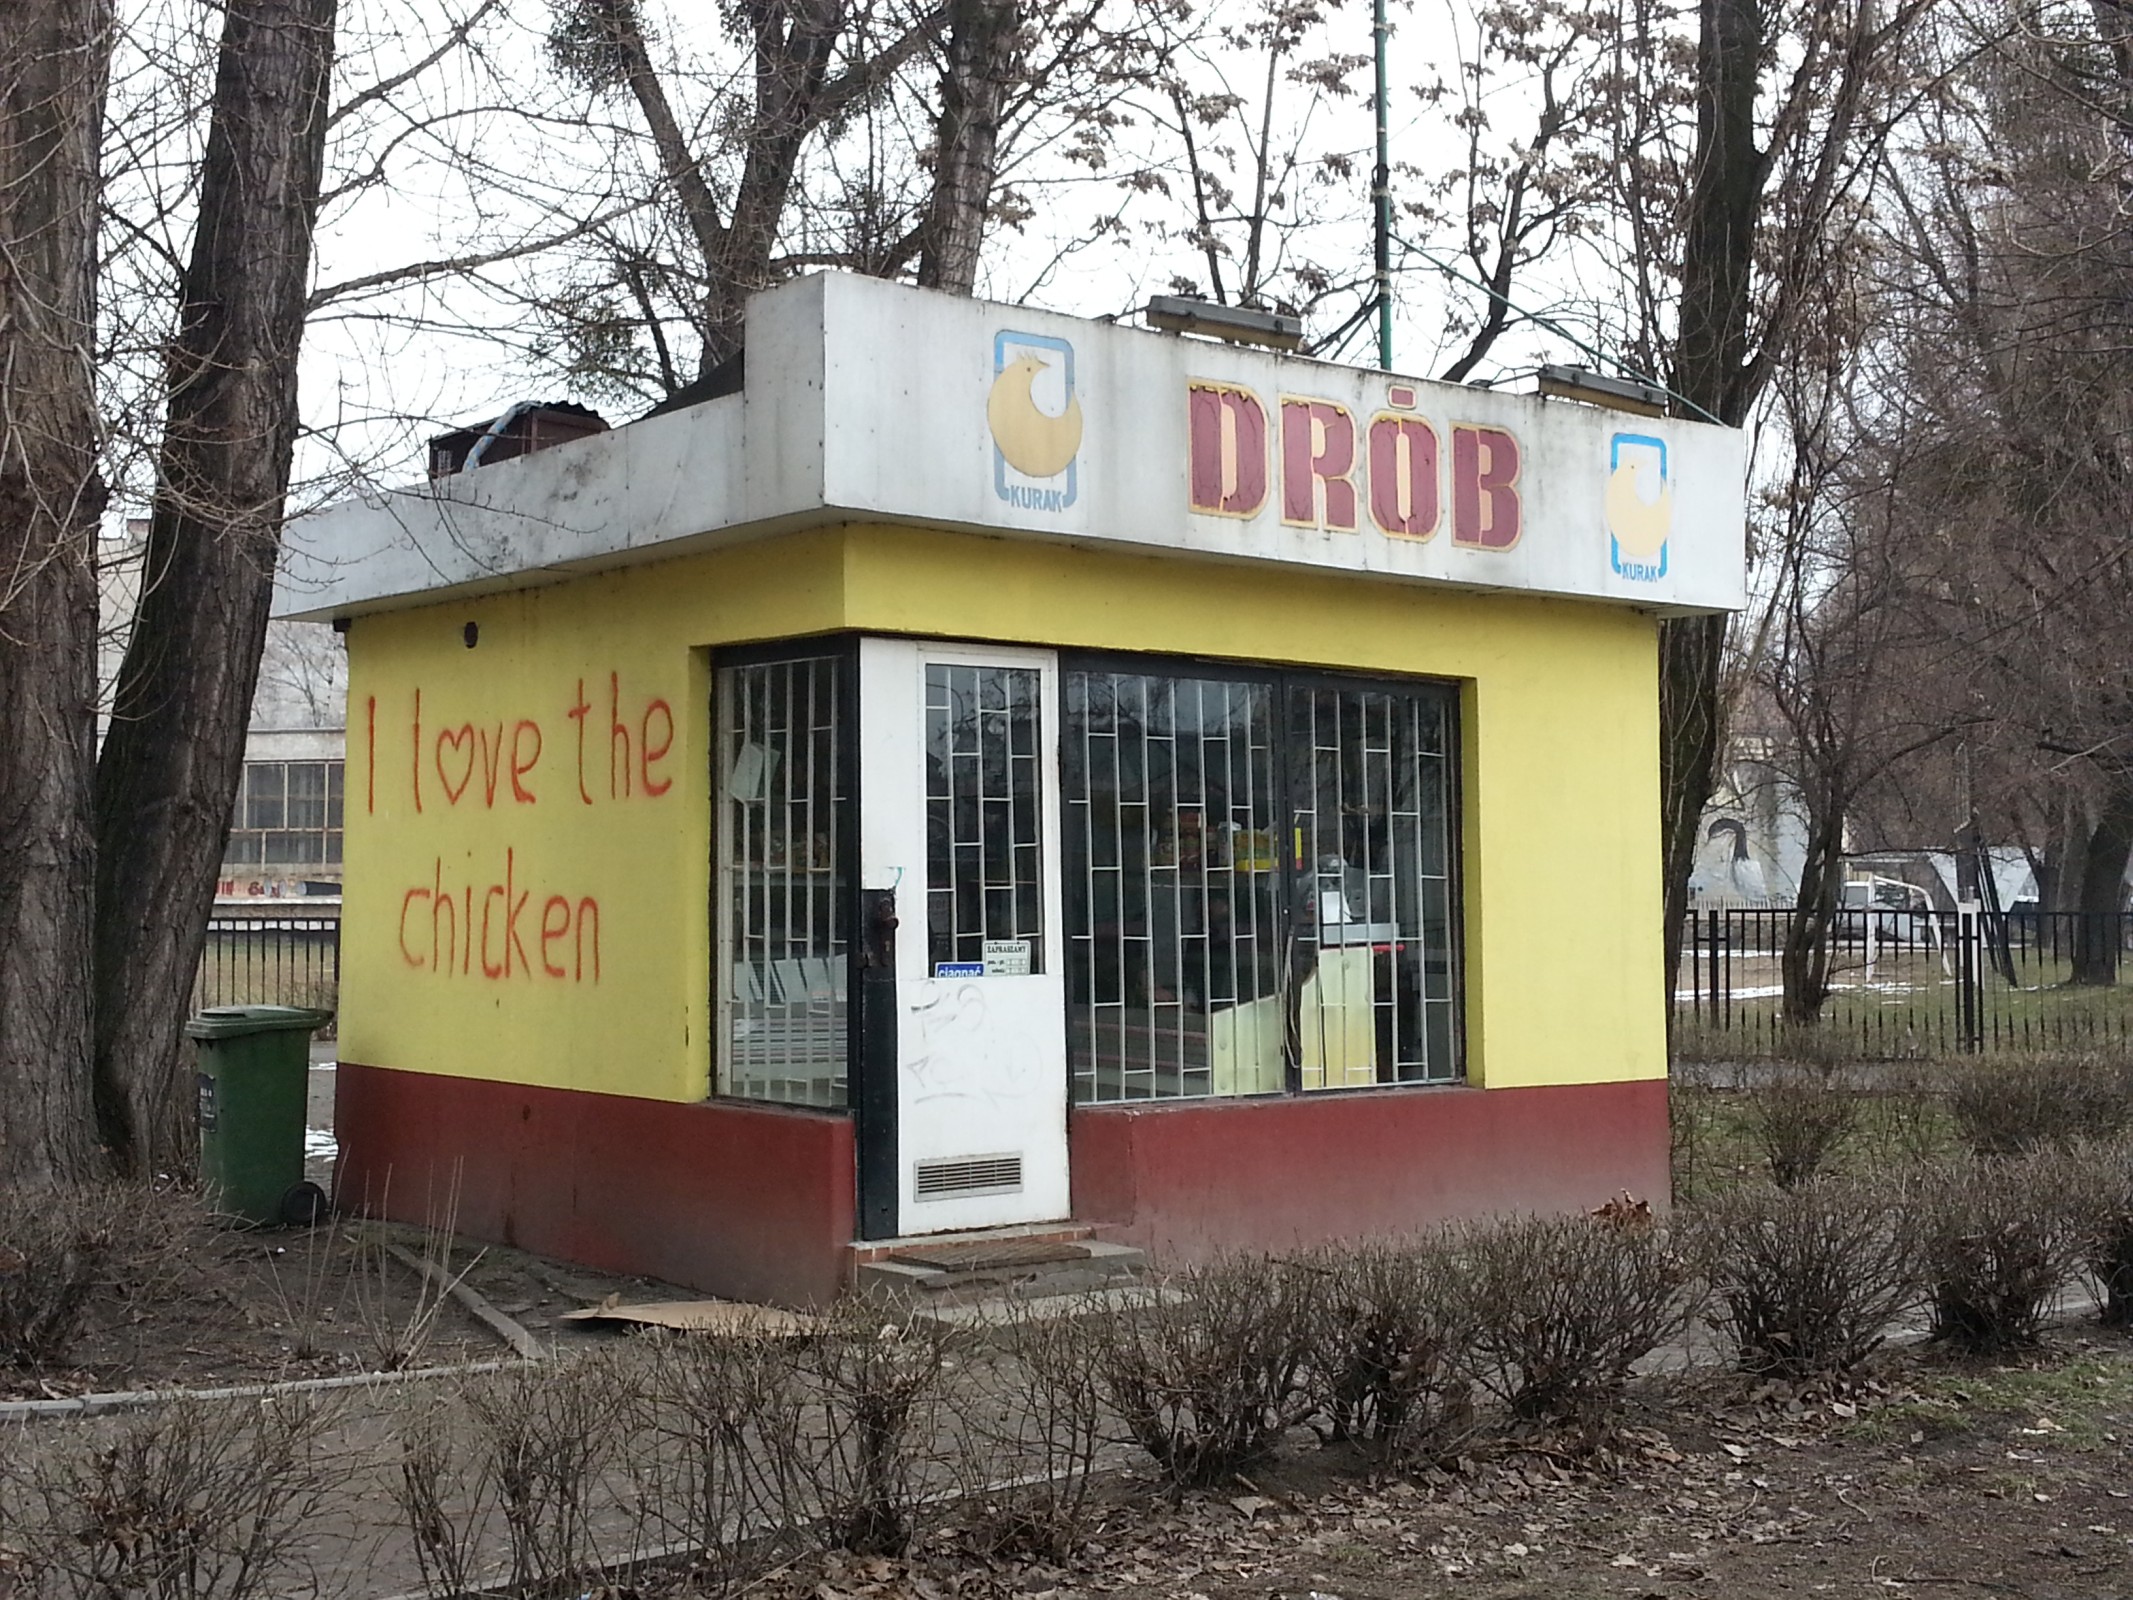 KURAK
DRÓB
KURAK
I love the
chicken
ZAPRASZAMY
ciągnąć